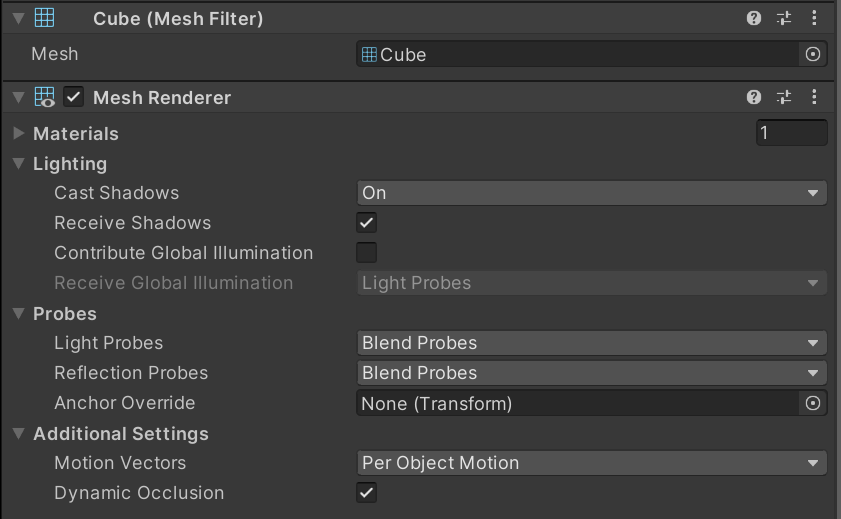 Cube (Mesh Filter)
Mesh Cube
Mesh Renderer
Materials 1
Lighting
Cast Shadows On
Receive Shadows
Contribute Global Illumination
Receive Global Illumination Light Probes
Probes
Light Probes Blend Probes
Reflection Probes Blend Probes
Anchor Override None (Transform)
Additional Settings
Motion Vectors Per Object Motion
Dynamic Occlusion